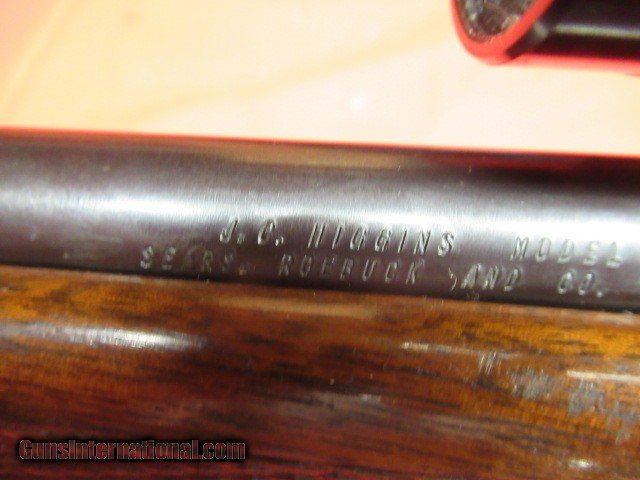 J.C. HIGGINS MODEL
SEARS, ROEBUCK AND CO.
GunsInternational.com